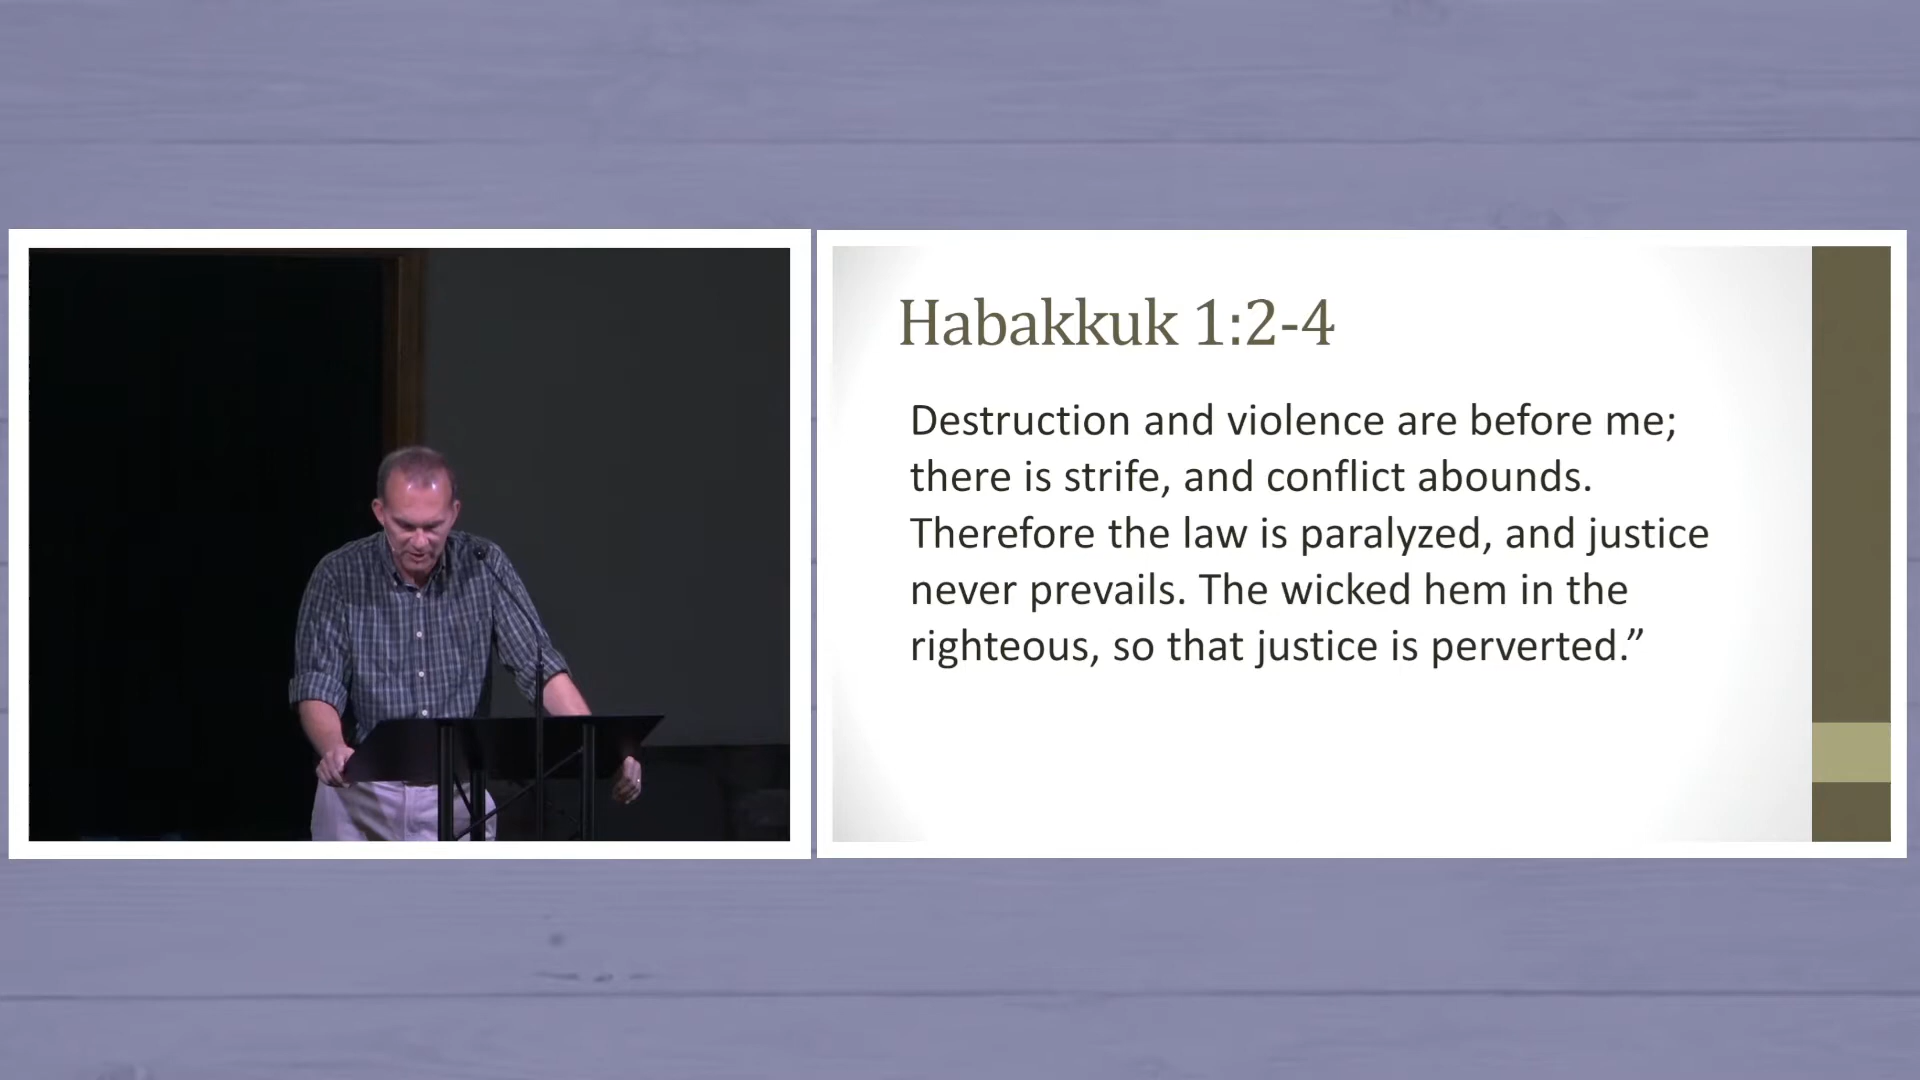 Habakkuk 1:2-4
Destruction and violence are before me;
there is strife, and conflict abounds.
Therefore the law is paralyzed, and justice
never prevails. The wicked hem in the
righteous, so that justice is perverted.”